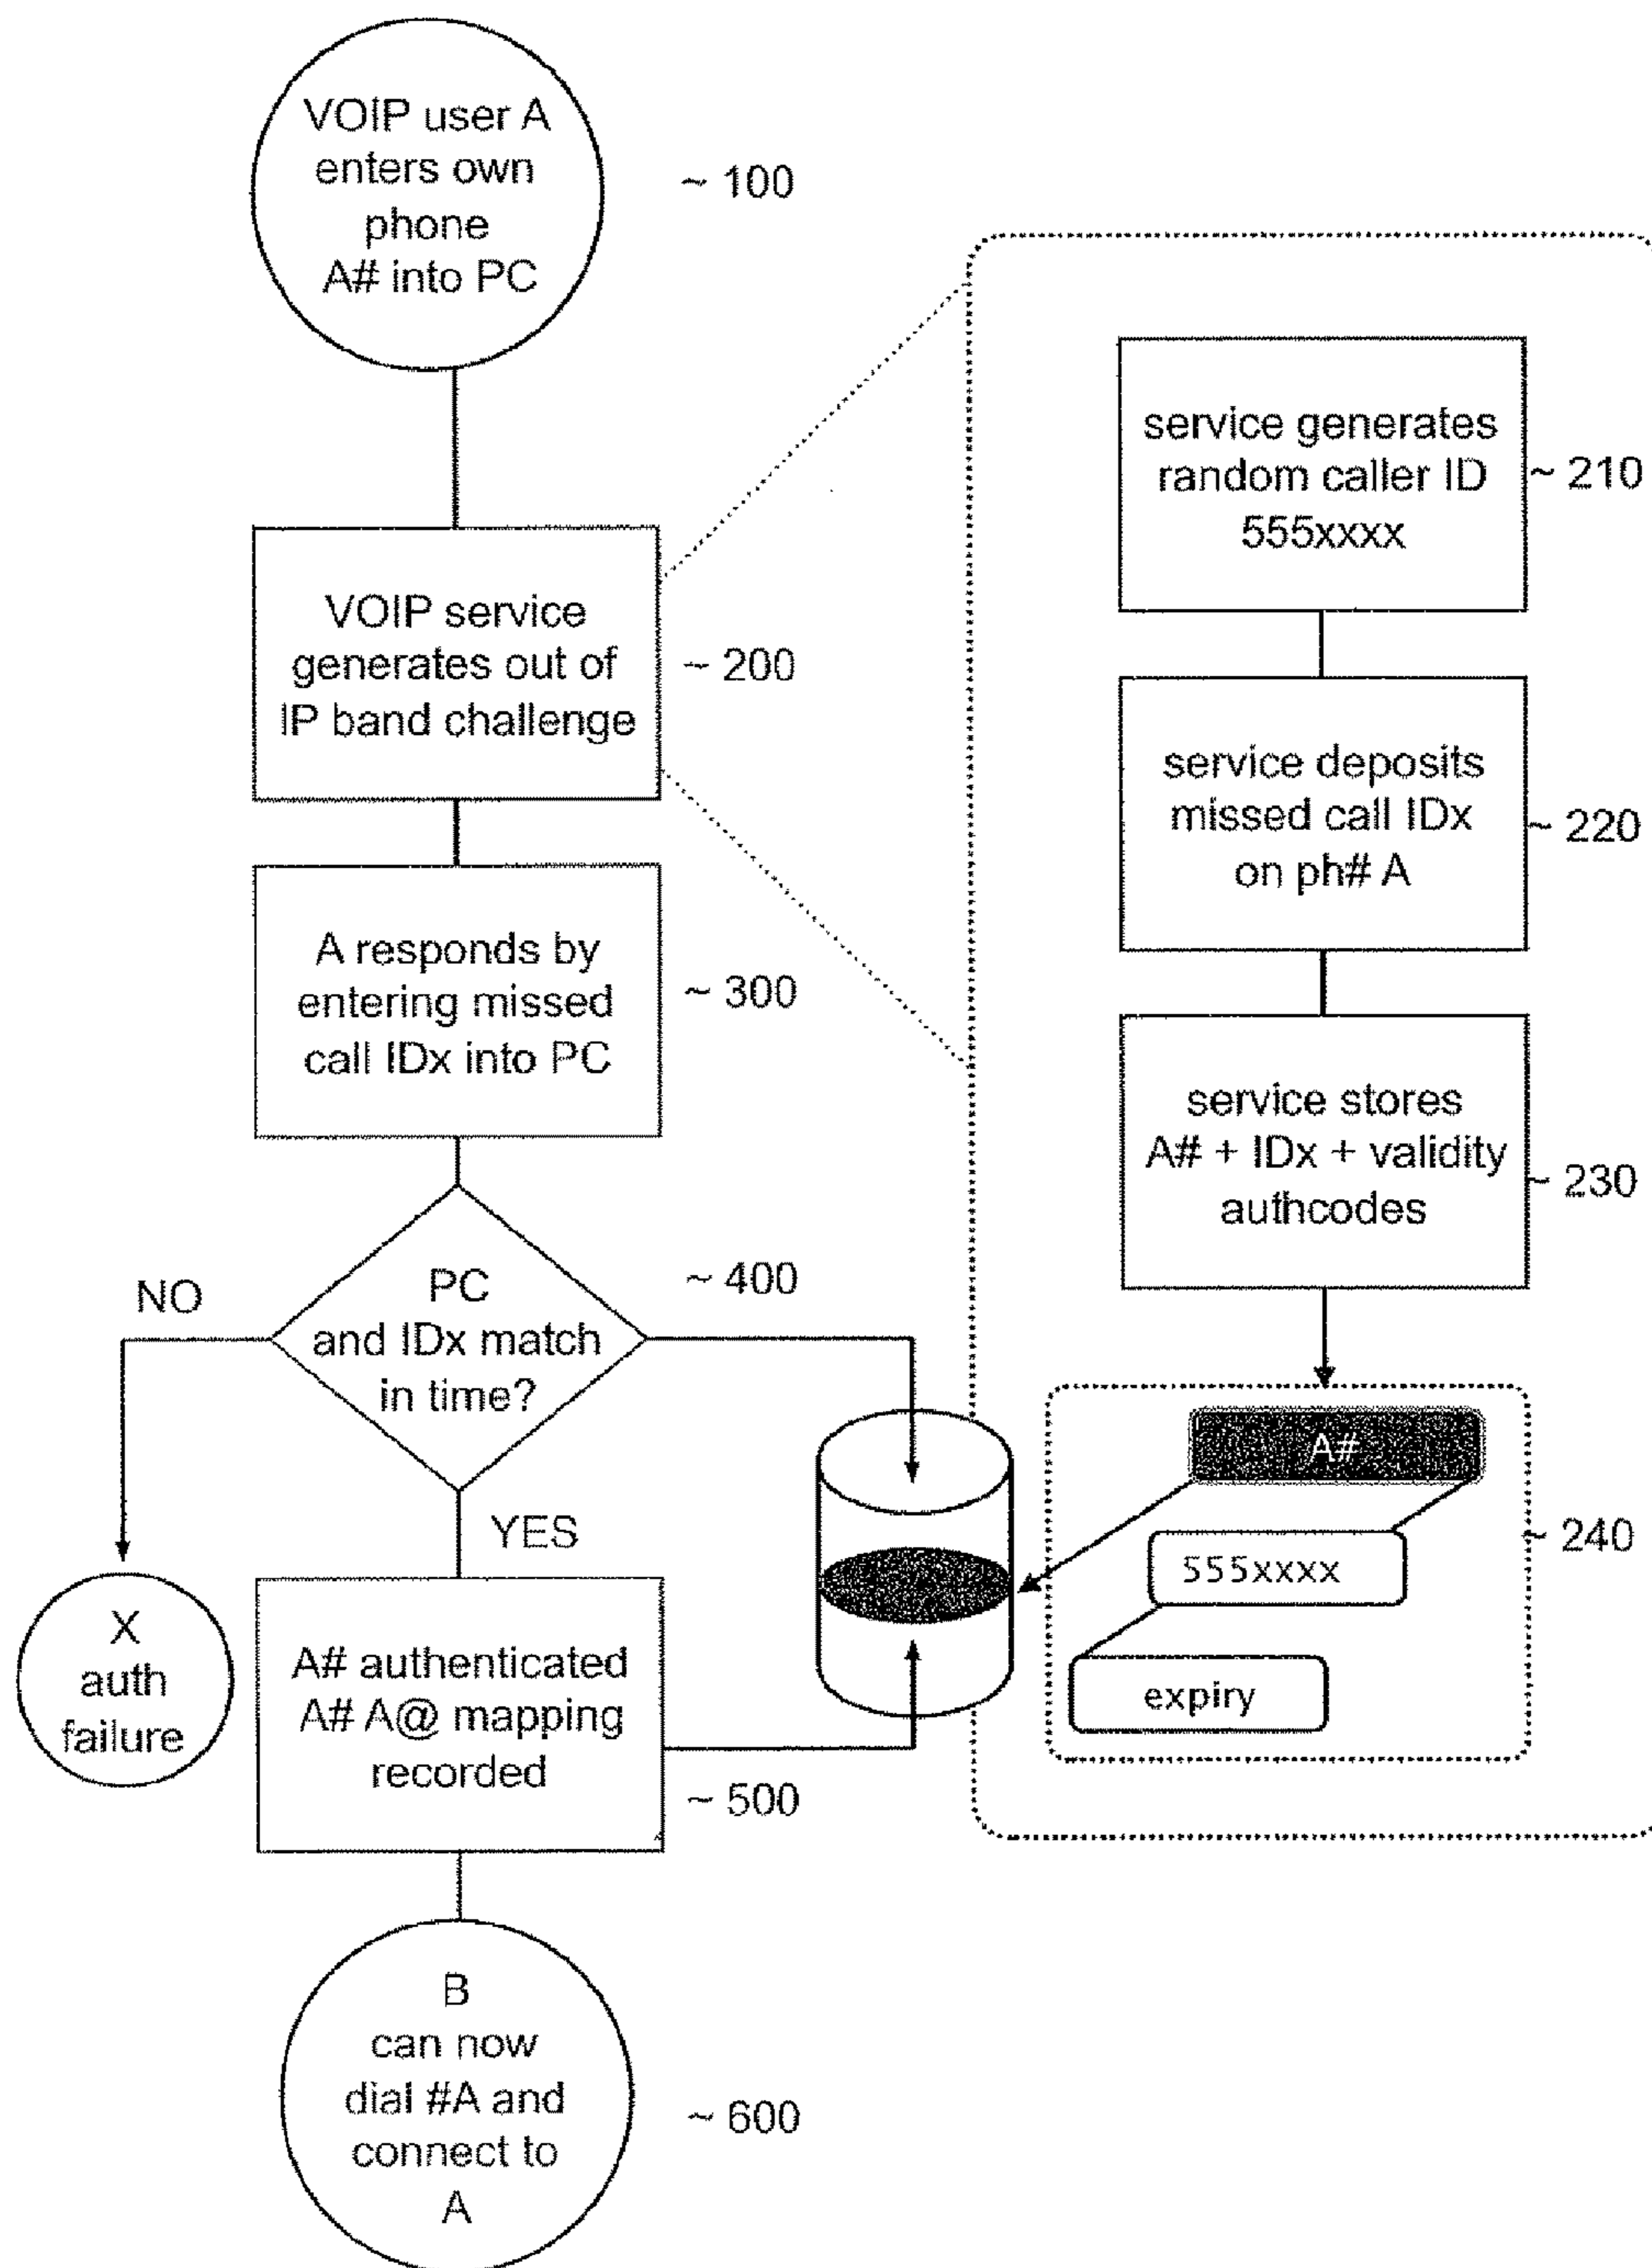 VOIP user A
enters own
phone
A# into PC
~ 100
VOIP service
generates out of
IP band challenge
~ 200
A responds by
entering missed
call IDx into PC
~ 300
PC
and IDx match
in time?
~ 400
NO
YES
X
auth
failure
A# authenticated
A# A@ mapping
recorded
~ 500
B
can now
dial #A and
connect to
A
~ 600
service generates
random caller ID
555xxxx
~ 210
service deposits
missed call IDx
on ph# A
~ 220
service stores
A# + IDx + validity
authcodes
~ 230
A#
555xxxx
expiry
~ 240